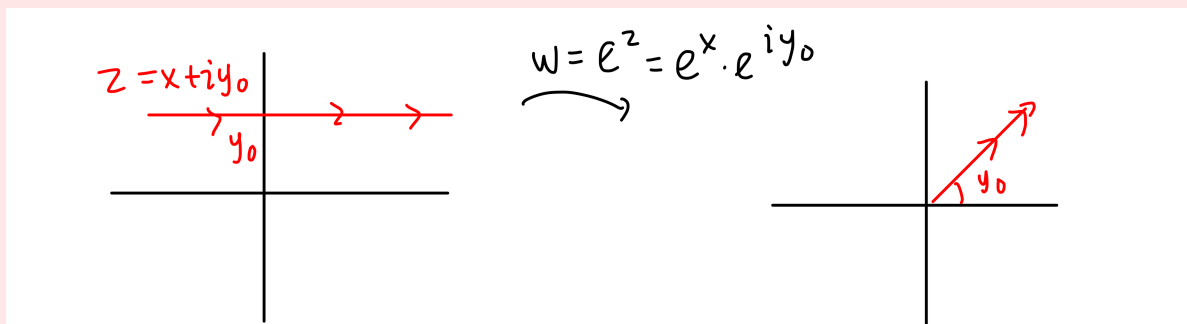 z = x+iy₀
y₀
w = e^z = e^x · e^{iy₀}
y₀